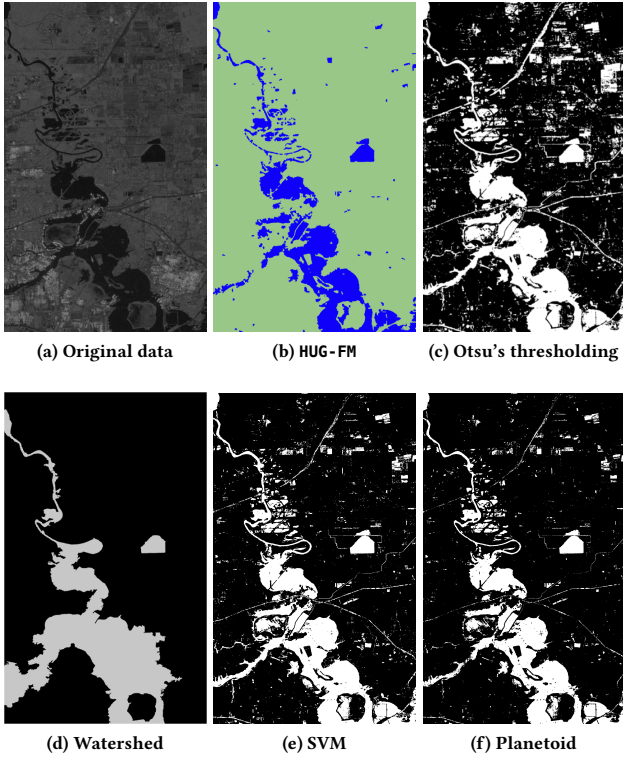 (a) Original data
(b) HUG-FM
(c) Otsu's thresholding
(d) Watershed
(e) SVM
(f) Planetoid